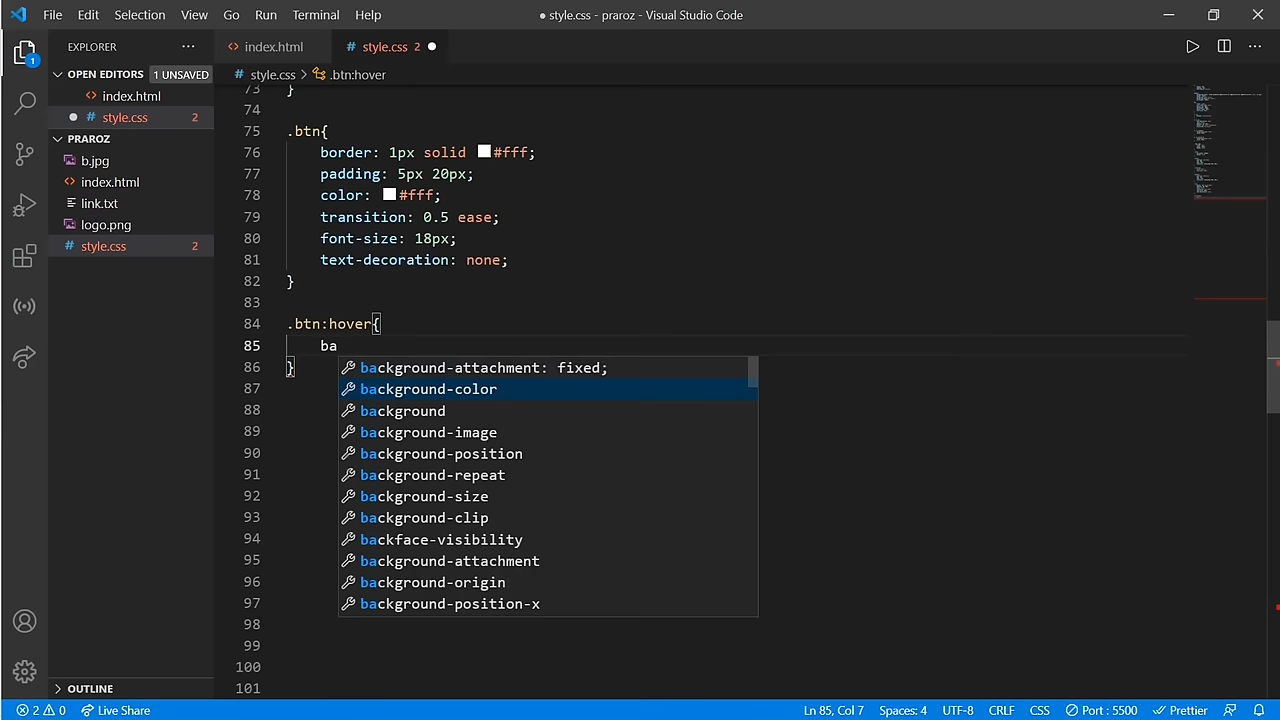 File Edit Selection View Go Run Terminal Help
● style.css - praroz - Visual Studio Code
EXPLORER ···
<> index.html
# style.css 2 ●
OPEN EDITORS 1 UNSAVED
<> index.html
● # style.css 2
PRAROZ
b.jpg
<> index.html
link.txt
logo.png
# style.css 2
OUTLINE
1
# style.css > .btn:hover
73 }
74
75 .btn{
76 border: 1px solid #fff;
77 padding: 5px 20px;
78 color: #fff;
79 transition: 0.5 ease;
80 font-size: 18px;
81 text-decoration: none;
82 }
83
84 .btn:hover{
85 ba
86 }
background-attachment: fixed;
87
background-color
88
background
89
background-image
90
background-position
91
background-repeat
92
background-size
93
background-clip
94
backface-visibility
95
background-attachment
96
background-origin
97
background-position-x
98
99
100
101
2 0 Live Share
Ln 85, Col 7 Spaces: 4 UTF-8 CRLF CSS Port : 5500 Prettier